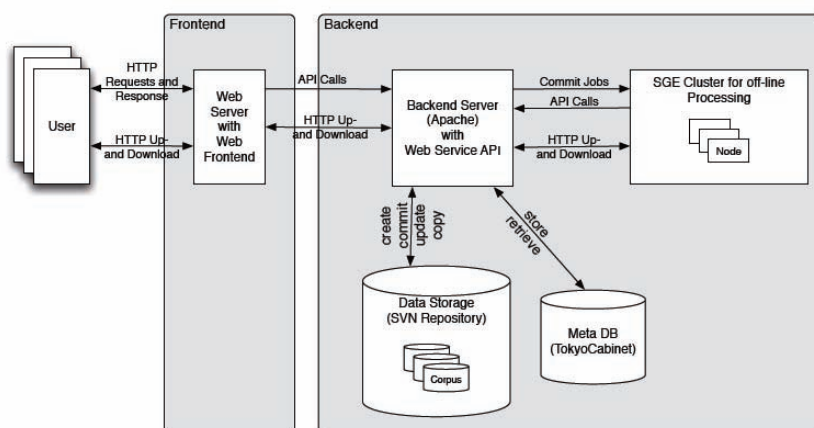 Frontend
Backend
HTTP
Requests and
Response
User
HTTP Up-
and Download
Web
Server
with
Web
Frontend
API Calls
HTTP Up-
and Download
Backend Server
(Apache)
with
Web Service API
Commit Jobs
API Calls
HTTP Up-
and Download
SGE Cluster for off-line
Processing
Node
create
commit
update
copy
store
retrieve
Data Storage
(SVN Repository)
Corpus
Meta DB
(TokyoCabinet)